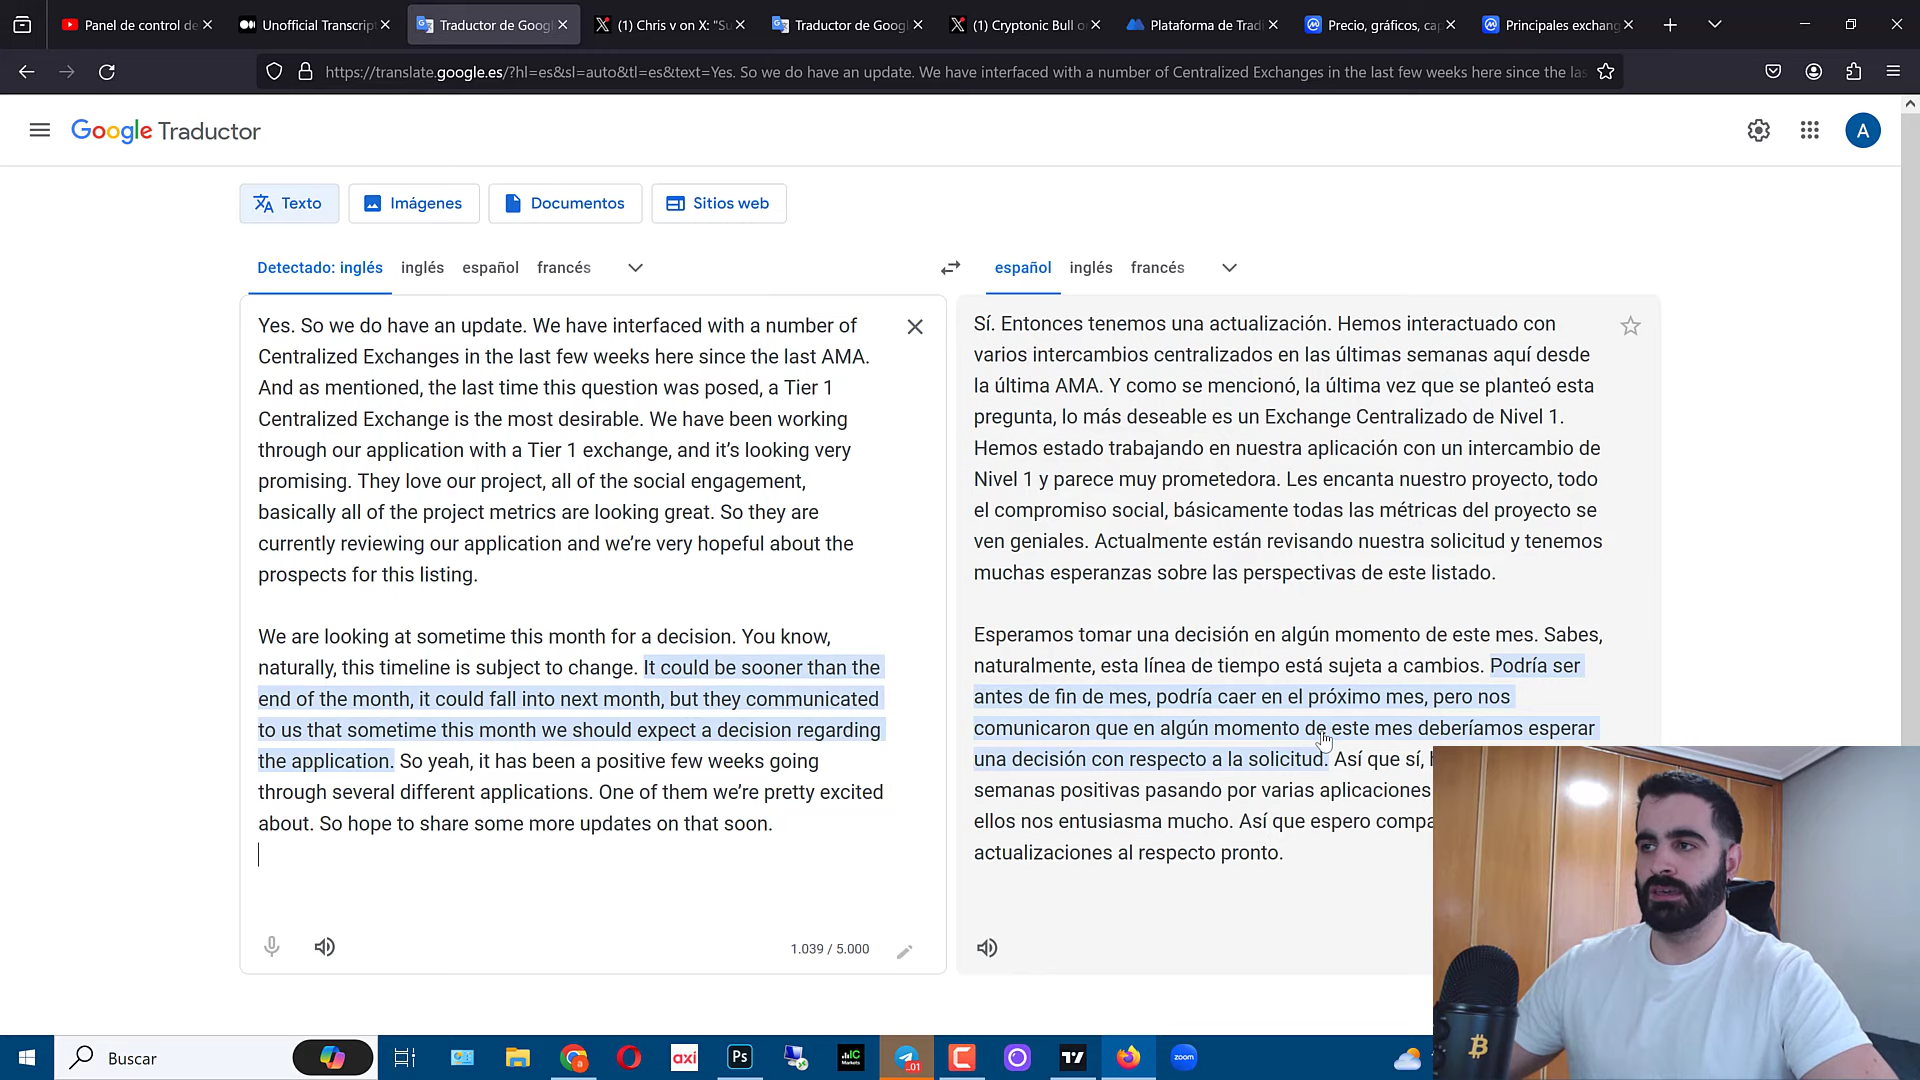 Panel de control de
Unofficial Transcript
Traductor de Googl
(1) Chris v on X: "Su
Traductor de Googl
(1) Cryptonic Bull o
Plataforma de Tradi
Precio, gráficos, ca
Principales exchan
https://translate.google.es/?hl=es&sl=auto&tl=es&text=Yes. So we do have an update. We have interfaced with a number of Centralized Exchanges in the last few weeks here since the las
Google Traductor
A
Texto
Imágenes
Documentos
Sitios web
Detectado: inglés
inglés
español
francés
español
inglés
francés
Yes. So we do have an update. We have interfaced with a number of
Centralized Exchanges in the last few weeks here since the last AMA.
And as mentioned, the last time this question was posed, a Tier 1
Centralized Exchange is the most desirable. We have been working
through our application with a Tier 1 exchange, and it’s looking very
promising. They love our project, all of the social engagement,
basically all of the project metrics are looking great. So they are
currently reviewing our application and we’re very hopeful about the
prospects for this listing.
We are looking at sometime this month for a decision. You know,
naturally, this timeline is subject to change. It could be sooner than the
end of the month, it could fall into next month, but they communicated
to us that sometime this month we should expect a decision regarding
the application. So yeah, it has been a positive few weeks going
through several different applications. One of them we’re pretty excited
about. So hope to share some more updates on that soon.
1.039 / 5.000
Sí. Entonces tenemos una actualización. Hemos interactuado con
varios intercambios centralizados en las últimas semanas aquí desde
la última AMA. Y como se mencionó, la última vez que se planteó esta
pregunta, lo más deseable es un Exchange Centralizado de Nivel 1.
Hemos estado trabajando en nuestra aplicación con un intercambio de
Nivel 1 y parece muy prometedora. Les encanta nuestro proyecto, todo
el compromiso social, básicamente todas las métricas del proyecto se
ven geniales. Actualmente están revisando nuestra solicitud y tenemos
muchas esperanzas sobre las perspectivas de este listado.
Esperamos tomar una decisión en algún momento de este mes. Sabes,
naturalmente, esta línea de tiempo está sujeta a cambios. Podría ser
antes de fin de mes, podría caer en el próximo mes, pero nos
comunicaron que en algún momento de este mes deberíamos esperar
una decisión con respecto a la solicitud. Así que sí,
semanas positivas pasando por varias aplicaciones
ellos nos entusiasma mucho. Así que espero compa
actualizaciones al respecto pronto.
Buscar
axi
Ps
IC
Markets
.01
zoom